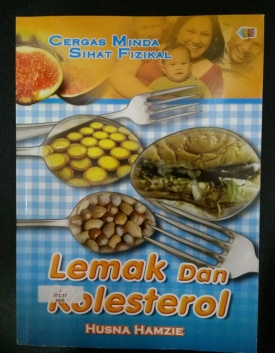 CERGAS MINDA
SIHAT FIZIKAL
Lemak Dan
Kolesterol
HUSNA HAMZIE